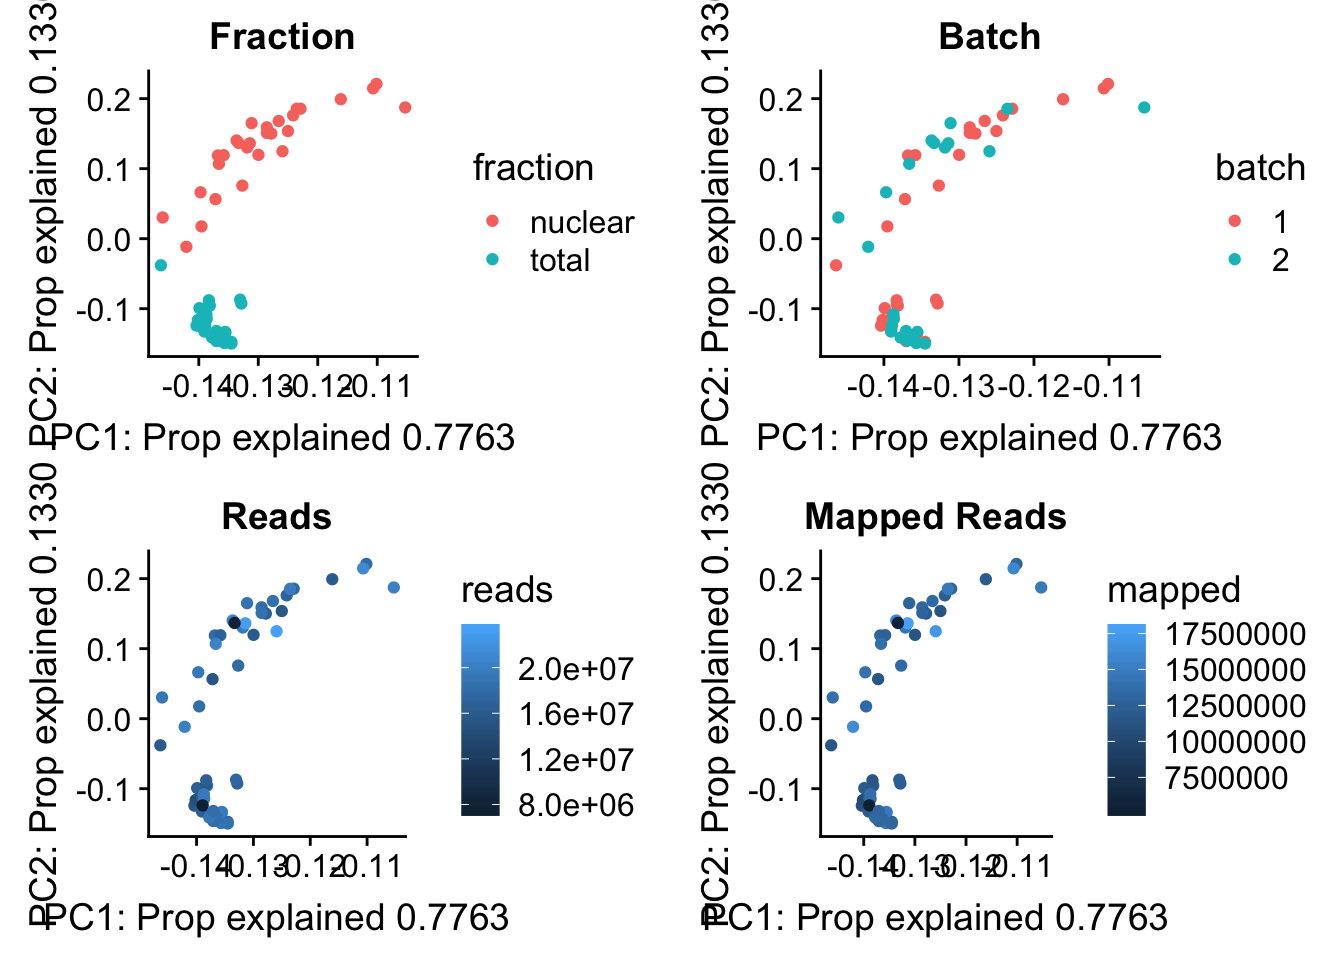 Fraction
PC2: Prop explained 0.1330
0.2
0.1
0.0
-0.1
-0.14
-0.13
-0.12
-0.11
PC1: Prop explained 0.7763
fraction
nuclear
total
Batch
PC2: Prop explained 0.1330
0.2
0.1
0.0
-0.1
-0.14
-0.13
-0.12
-0.11
PC1: Prop explained 0.7763
batch
1
2
Reads
PC2: Prop explained 0.1330
0.2
0.1
0.0
-0.1
-0.14
-0.13
-0.12
-0.11
PC1: Prop explained 0.7763
reads
2.0e+07
1.6e+07
1.2e+07
8.0e+06
Mapped Reads
PC2: Prop explained 0.1330
0.2
0.1
0.0
-0.1
-0.14
-0.13
-0.12
-0.11
PC1: Prop explained 0.7763
mapped
17500000
15000000
12500000
10000000
7500000